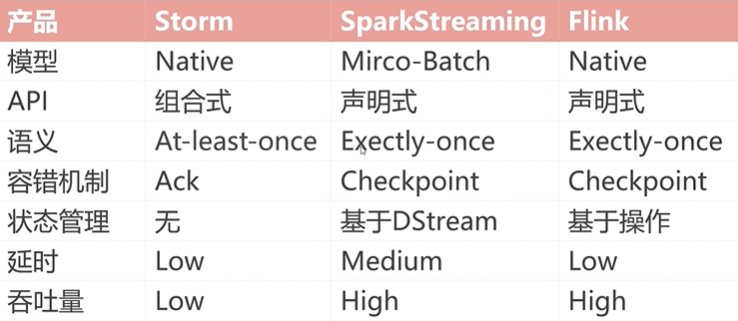 产品 Storm SparkStreaming Flink
模型 Native Mirco-Batch Native
API 组合式 声明式 声明式
语义 At-least-once Exectly-once Exectly-once
容错机制 Ack Checkpoint Checkpoint
状态管理 无 基于DStream 基于操作
延时 Low Medium Low
吞吐量 Low High High